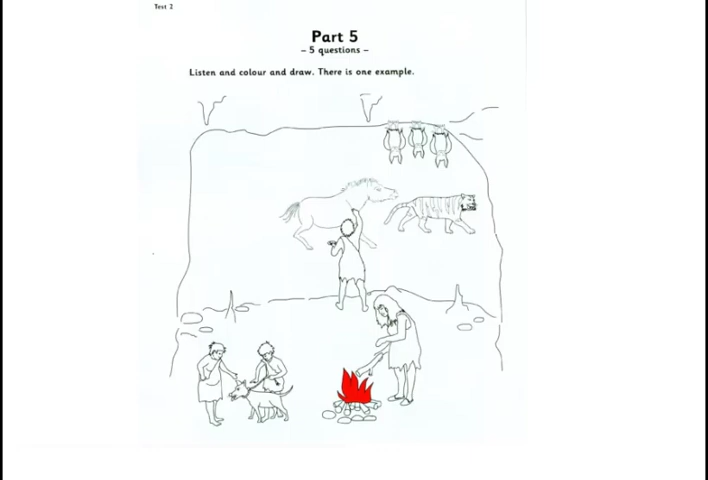 Test 2
Part 5
– 5 questions –
Listen and colour and draw. There is one example.